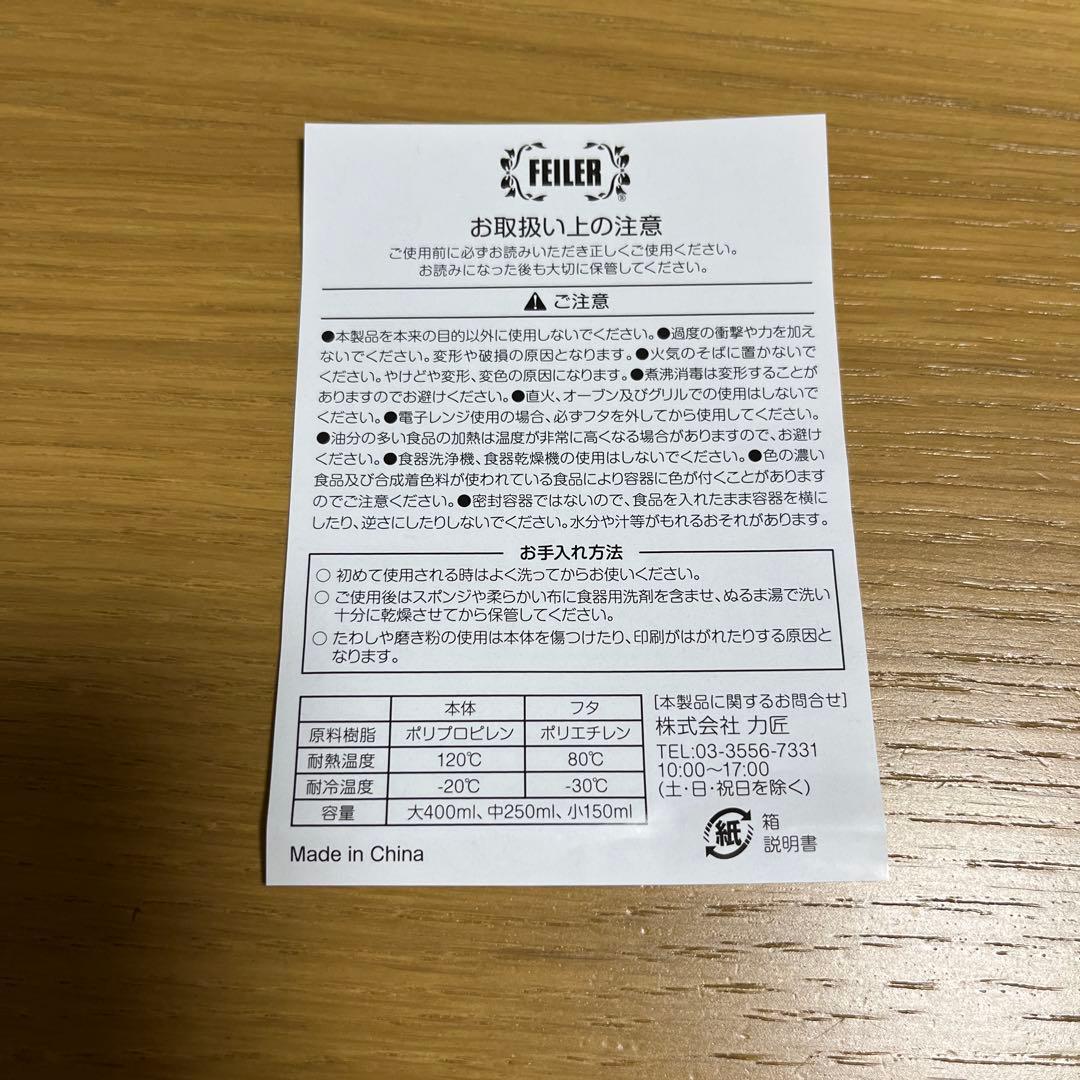 FEILER
®
お取扱い上の注意
ご使用前に必ずお読みいただき正しくご使用ください。
お読みになった後も大切に保管してください。
ご注意
●本製品を本来の目的以外に使用しないでください。●過度の衝撃や力を加え
ないでください。変形や破損の原因となります。●火気のそばに置かないで
ください。やけどや変形、変色の原因になります。●煮沸消毒は変形することが
ありますのでお避けください。●直火、オーブン及びグリルでの使用はしないで
ください。●電子レンジ使用の場合、必ずフタを外してから使用してください。
●油分の多い食品の加熱は温度が非常に高くなる場合がありますので、お避け
ください。●食器洗浄機、食器乾燥機の使用はしないでください。●色の濃い
食品及び合成着色料が使われている食品により容器に色が付くことがあります
のでご注意ください。●密封容器ではないので、食品を入れたまま容器を横に
したり、逆さにしたりしないでください。水分や汁等がもれるおそれがあります。
お手入れ方法
○ 初めて使用される時はよく洗ってからお使いください。
○ ご使用後はスポンジや柔らかい布に食器用洗剤を含ませ、ぬるま湯で洗い
十分に乾燥させてから保管してください。
○ たわしや磨き粉の使用は本体を傷つけたり、印刷がはがれたりする原因と
なります。
本体 フタ
原料樹脂 ポリプロピレン ポリエチレン
耐熱温度 120℃ 80℃
耐冷温度 -20℃ -30℃
容量 大400ml、中250ml、小150ml
Made in China
[本製品に関するお問合せ]
株式会社 力匠
TEL:03-3556-7331
10:00〜17:00
(土・日・祝日を除く)
紙
箱
説明書